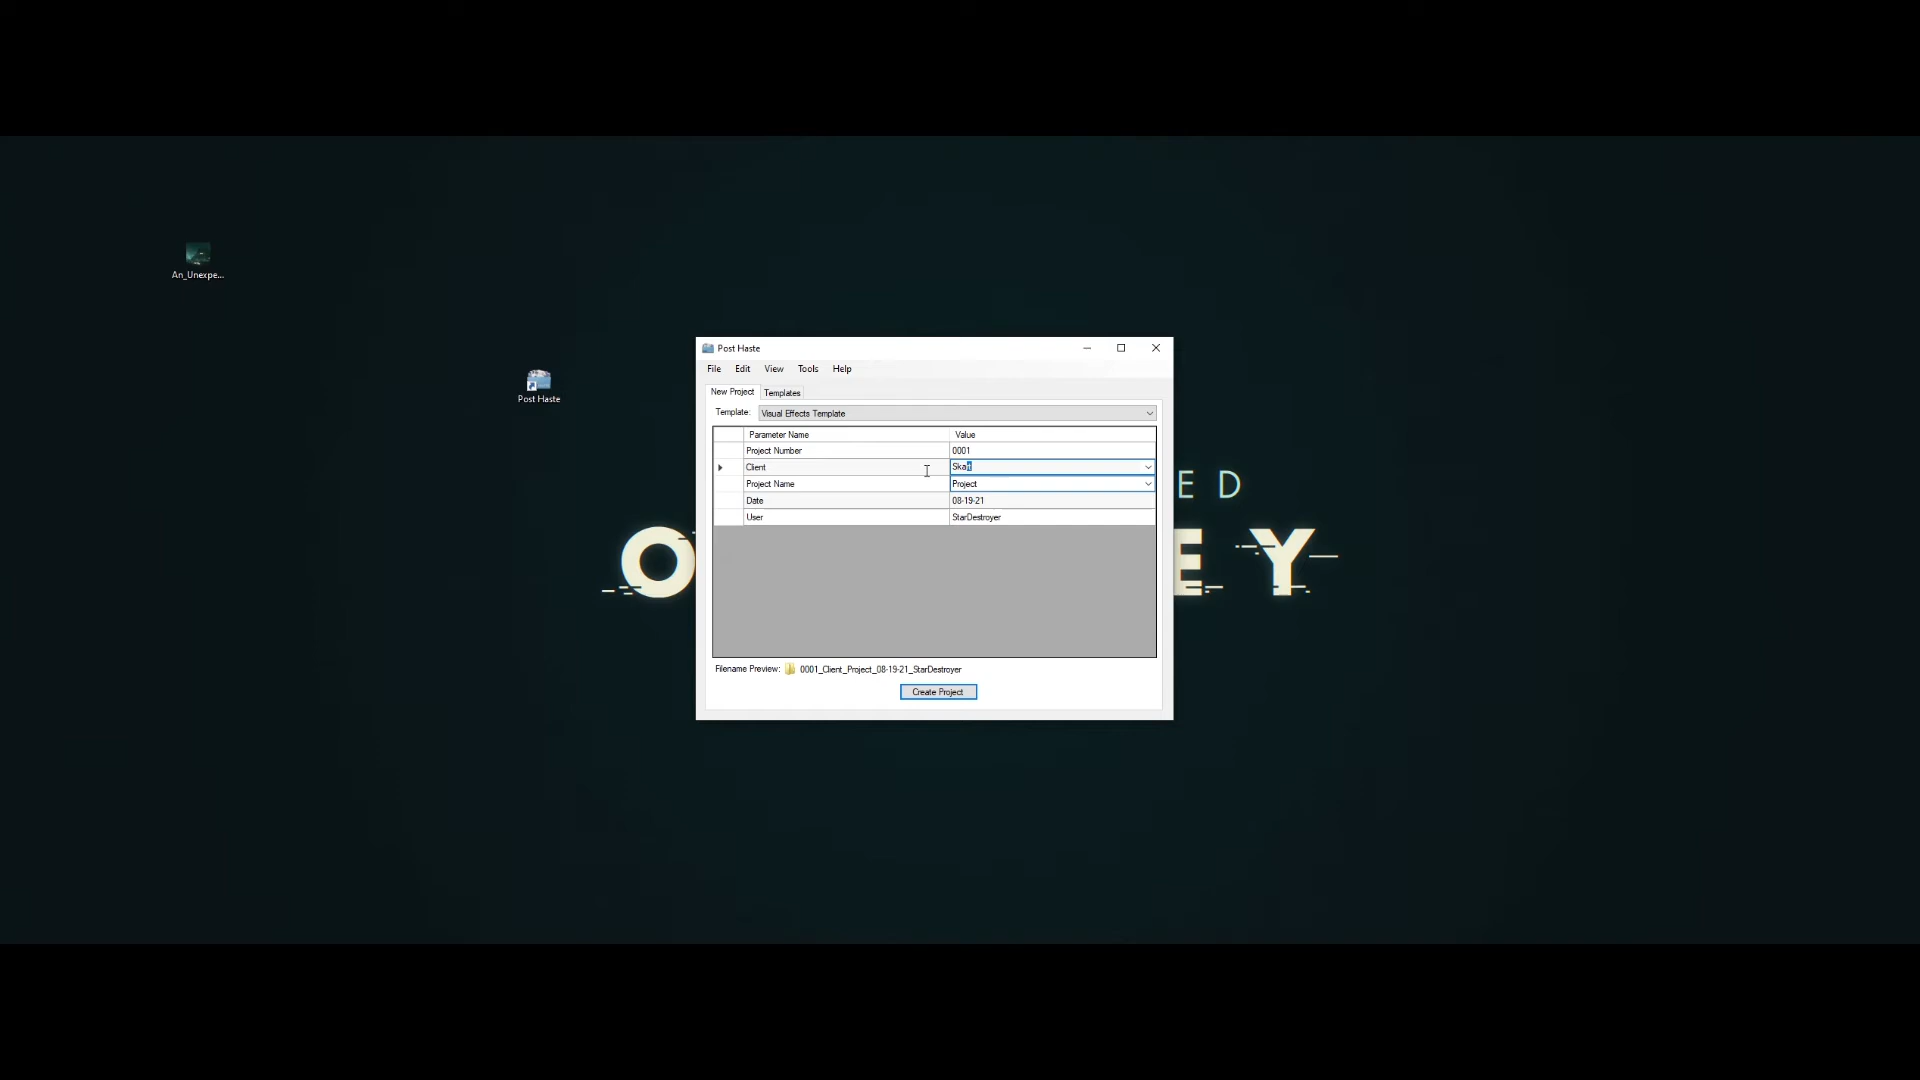 An_Unexpe...
Post Haste
Post Haste
File Edit View Tools Help
New Project Templates
Template: Visual Effects Template
Parameter Name Value
Project Number 0001
Client
Project Name Project
Date 08-19-21
User StarDestroyer
E D
O E Y
Filename Preview: 0001_Client_Project_08-19-21_StarDestroyer
Create Project